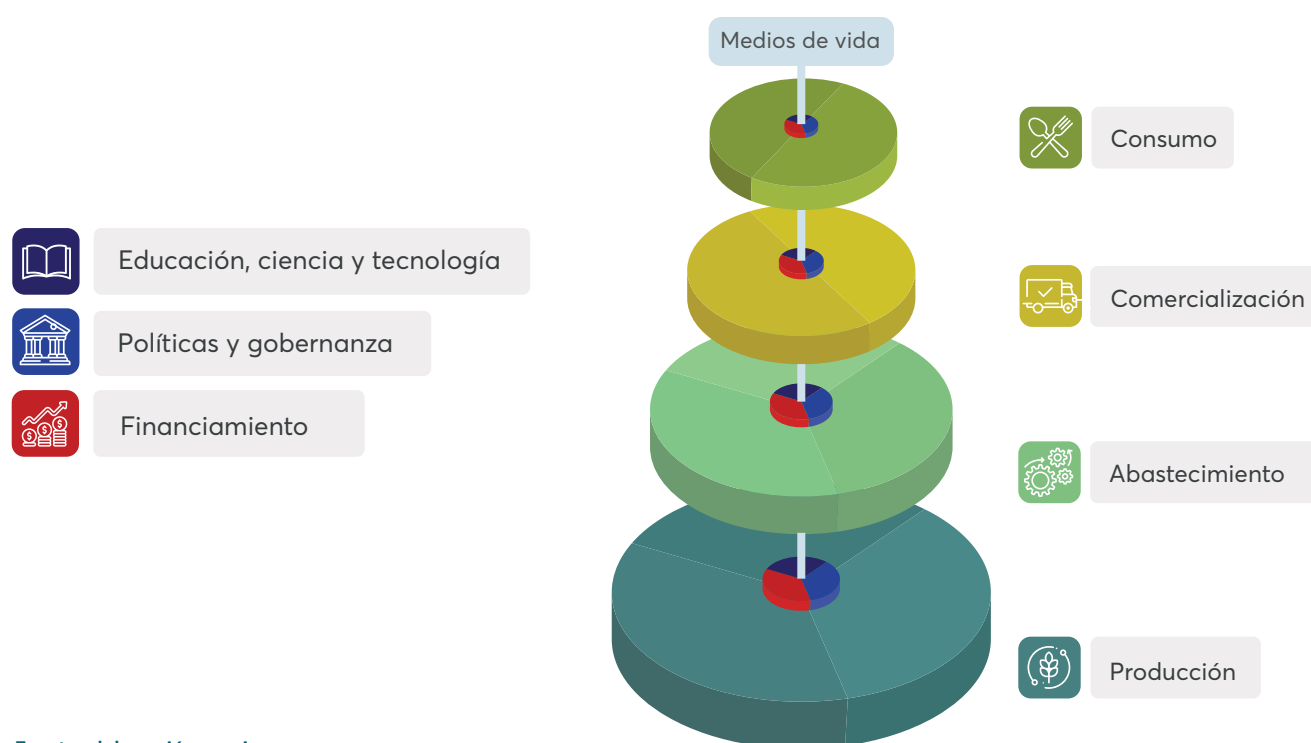 Medios de vida
Consumo
Educación, ciencia y tecnología
Comercialización
Políticas y gobernanza
Financiamiento
Abastecimiento
Producción